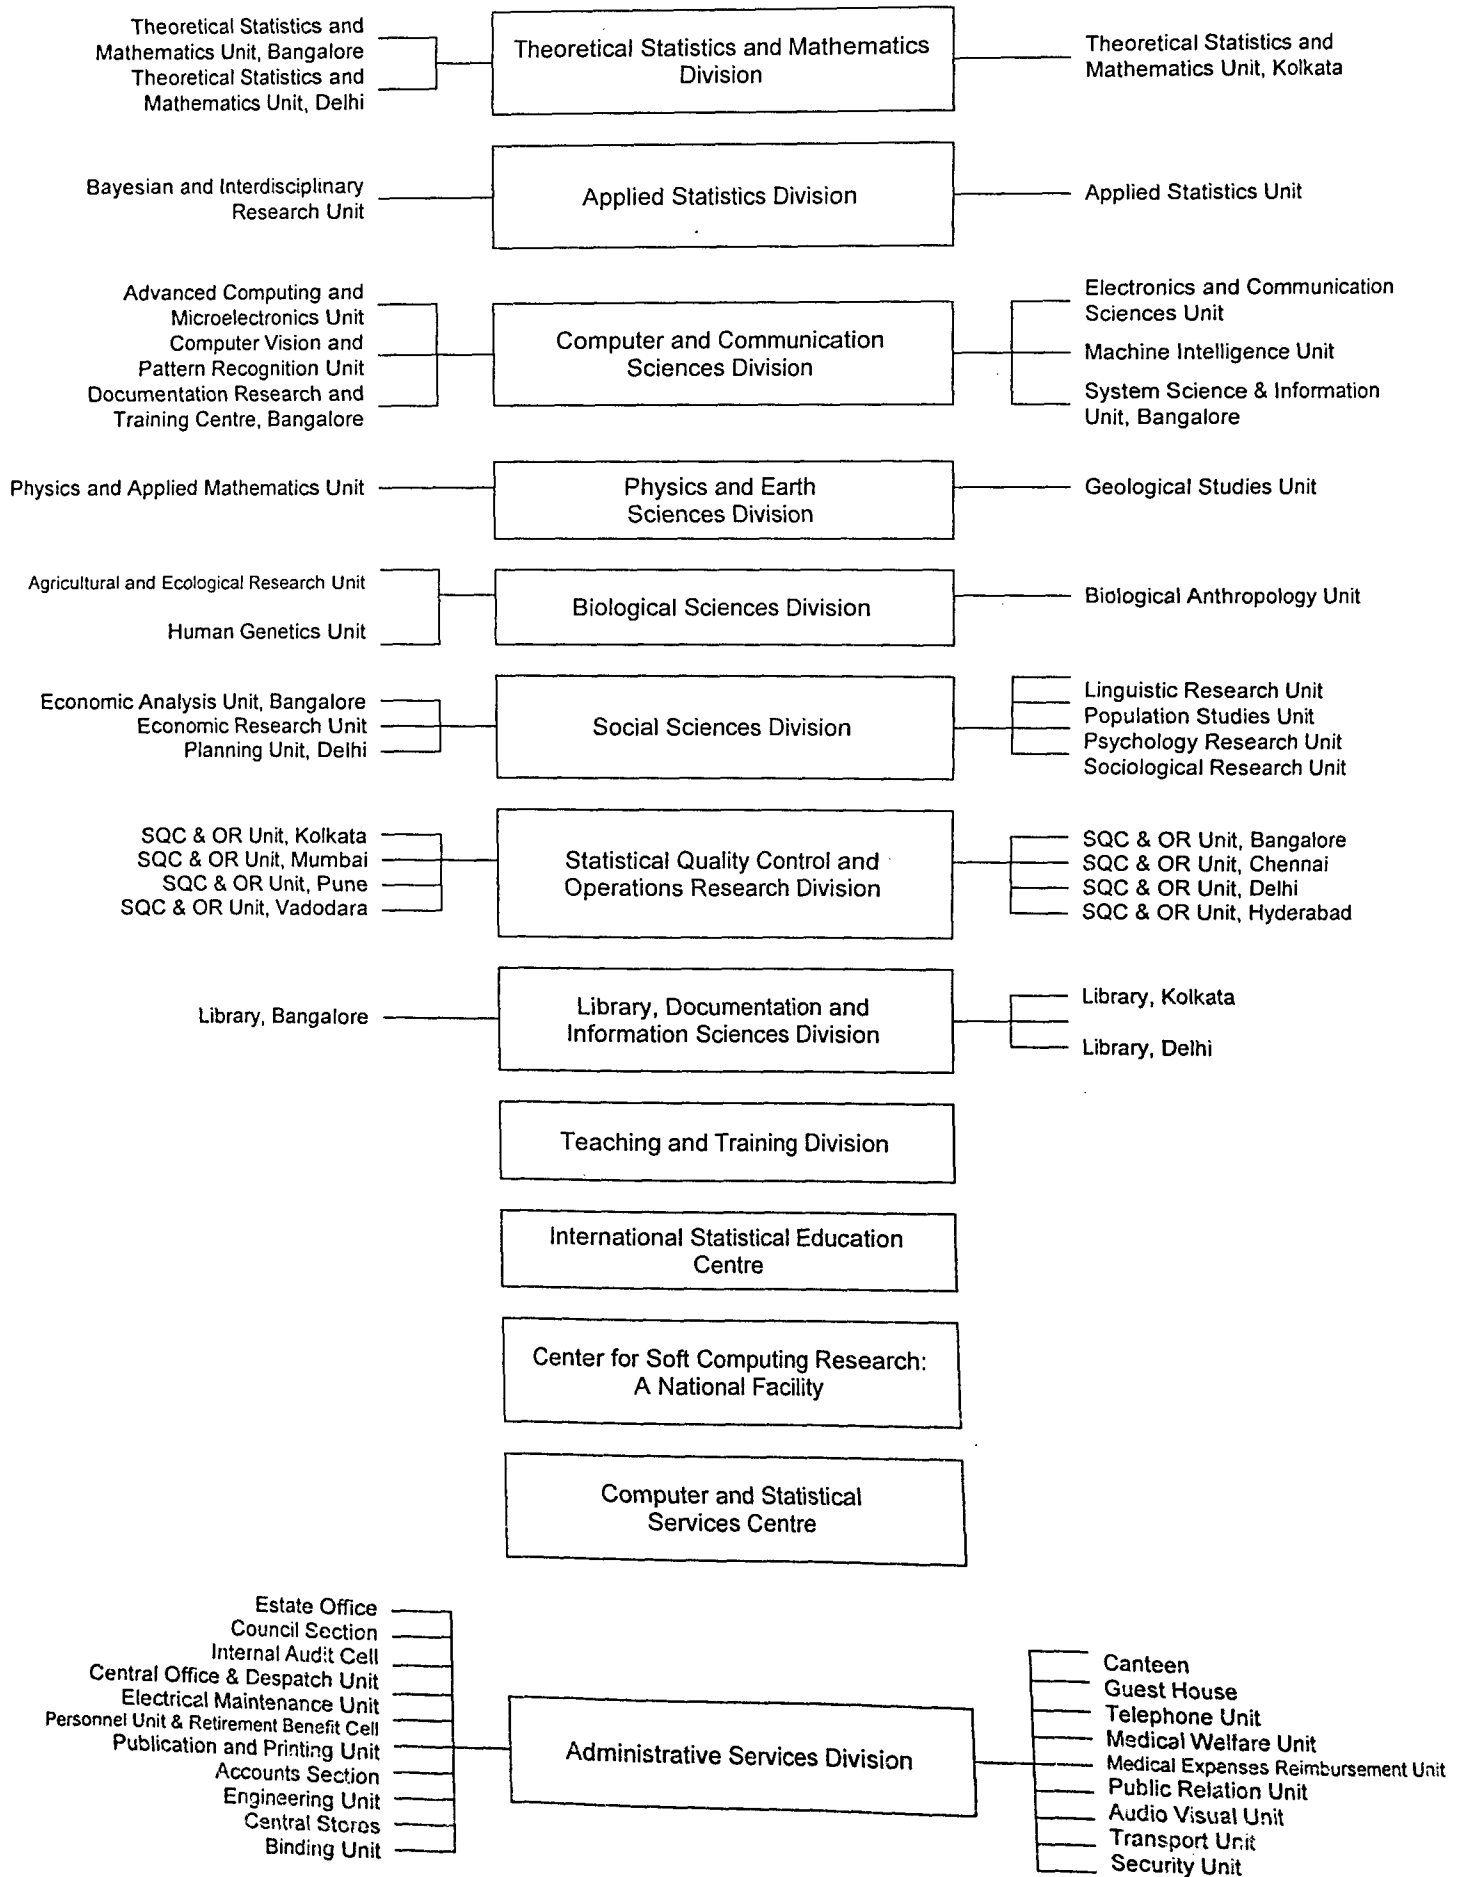 Theoretical Statistics and
Mathematics Unit, Bangalore
Theoretical Statistics and
Mathematics Unit, Delhi
Theoretical Statistics and Mathematics
Division
Theoretical Statistics and
Mathematics Unit, Kolkata
Bayesian and Interdisciplinary
Research Unit
Applied Statistics Division
Applied Statistics Unit
Advanced Computing and
Microelectronics Unit
Computer Vision and
Pattern Recognition Unit
Documentation Research and
Training Centre, Bangalore
Computer and Communication
Sciences Division
Electronics and Communication
Sciences Unit
Machine Intelligence Unit
System Science & Information
Unit, Bangalore
Physics and Applied Mathematics Unit
Physics and Earth
Sciences Division
Geological Studies Unit
Agricultural and Ecological Research Unit
Human Genetics Unit
Biological Sciences Division
Biological Anthropology Unit
Economic Analysis Unit, Bangalore
Economic Research Unit
Planning Unit, Delhi
Social Sciences Division
Linguistic Research Unit
Population Studies Unit
Psychology Research Unit
Sociological Research Unit
SQC & OR Unit, Kolkata
SQC & OR Unit, Mumbai
SQC & OR Unit, Pune
SQC & OR Unit, Vadodara
Statistical Quality Control and
Operations Research Division
SQC & OR Unit, Bangalore
SQC & OR Unit, Chennai
SQC & OR Unit, Delhi
SQC & OR Unit, Hyderabad
Library, Bangalore
Library, Documentation and
Information Sciences Division
Library, Kolkata
Library, Delhi
Teaching and Training Division
International Statistical Education
Centre
Center for Soft Computing Research:
A National Facility
Computer and Statistical
Services Centre
Estate Office
Council Section
Internal Audit Cell
Central Office & Despatch Unit
Electrical Maintenance Unit
Personnel Unit & Retirement Benefit Cell
Publication and Printing Unit
Accounts Section
Engineering Unit
Central Stores
Binding Unit
Administrative Services Division
Canteen
Guest House
Telephone Unit
Medical Welfare Unit
Medical Expenses Reimbursement Unit
Public Relation Unit
Audio Visual Unit
Transport Unit
Security Unit